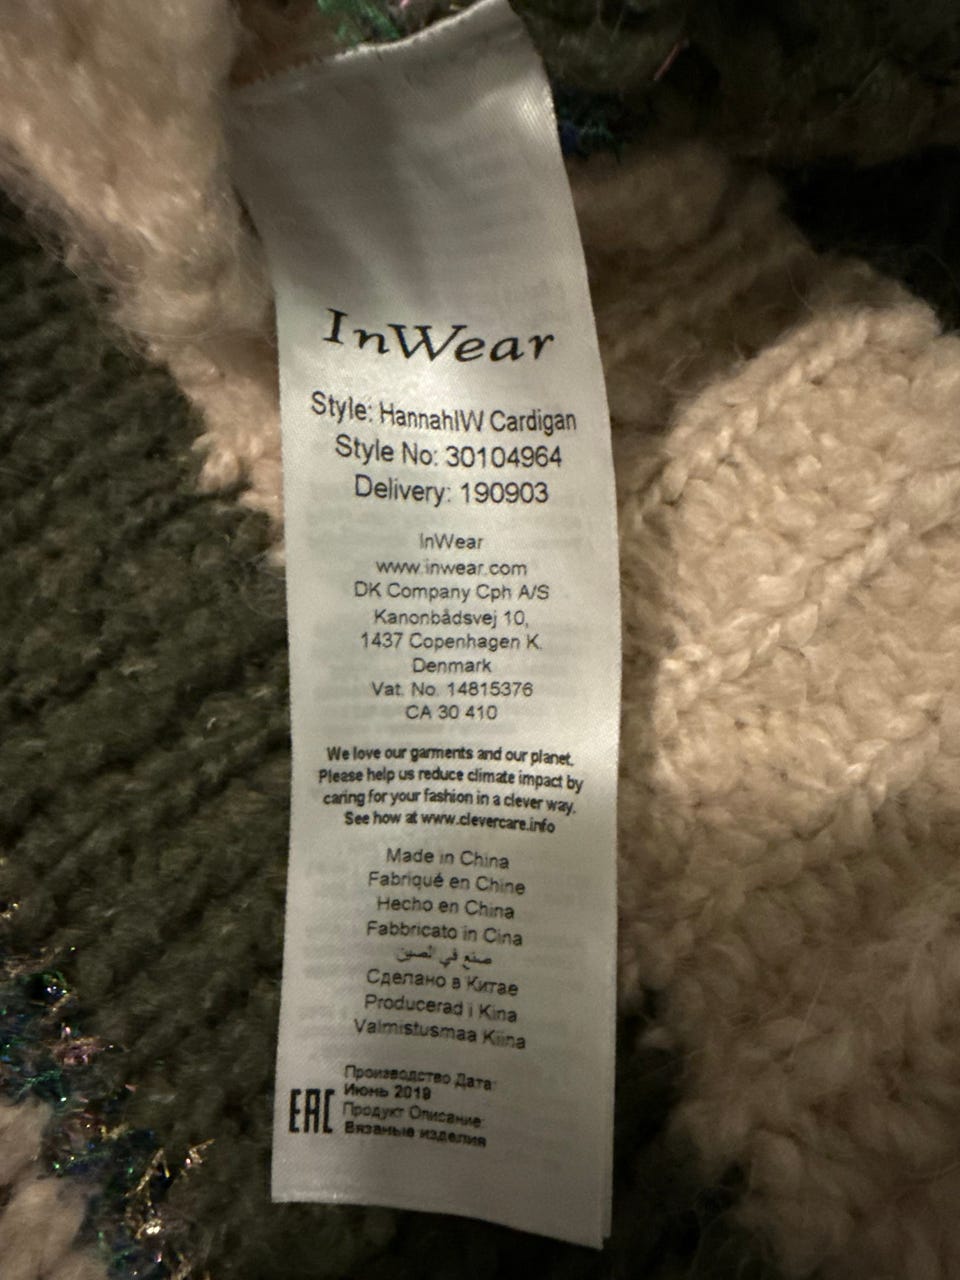 InWear
Style: HannahIW Cardigan
Style No: 30104964
Delivery: 190903
InWear
www.inwear.com
DK Company Cph A/S
Kanonbådsvej 10,
1437 Copenhagen K.
Denmark
Vat. No. 14815376
CA 30 410
We love our garments and our planet.
Please help us reduce climate impact by
caring for your fashion in a clever way.
See how at www.clevercare.info
Made in China
Fabriqué en Chine
Hecho en China
Fabbricato in Cina
صنع في الصين
Сделано в Китае
Producerad i Kina
Valmistusmaa Kiina
Производство Дата:
Июнь 2019
EAC Продукт Описание:
Вязаные изделия